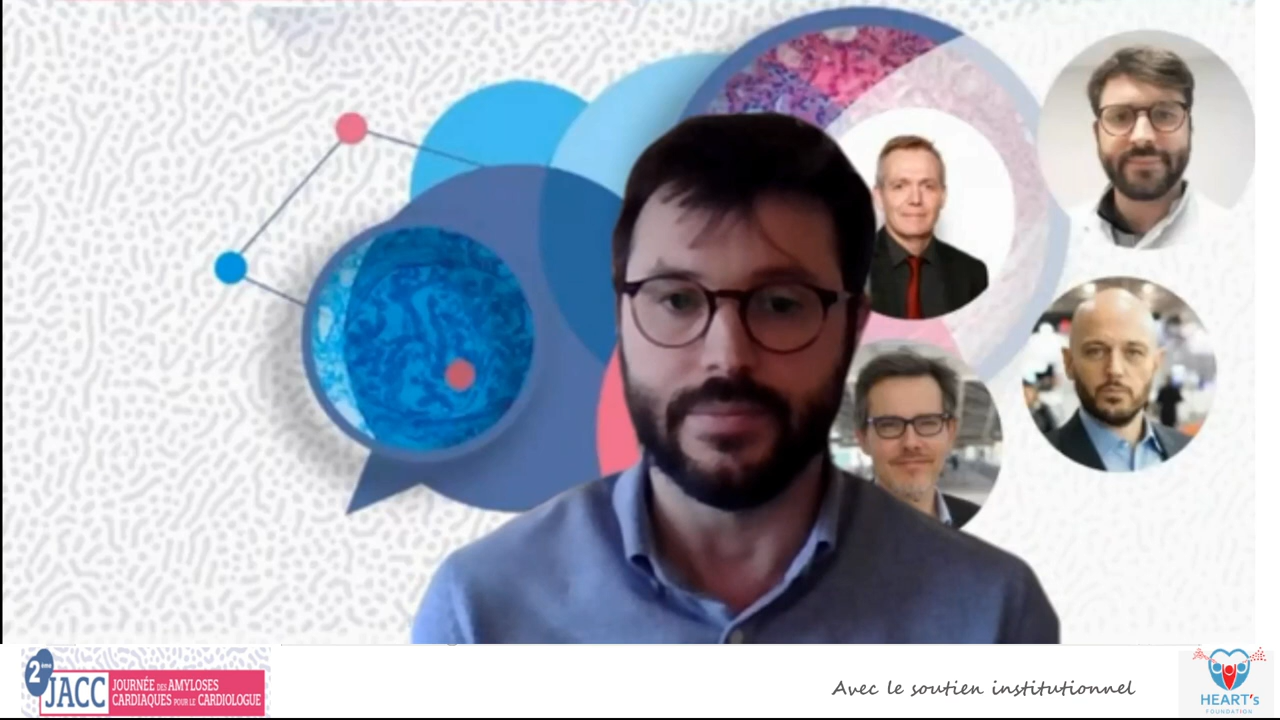 2ème
JACC
JOURNÉE DES AMYLOSES
CARDIAQUES POUR LE CARDIOLOGUE
Avec le soutien institutionnel
HEART's
FOUNDATION